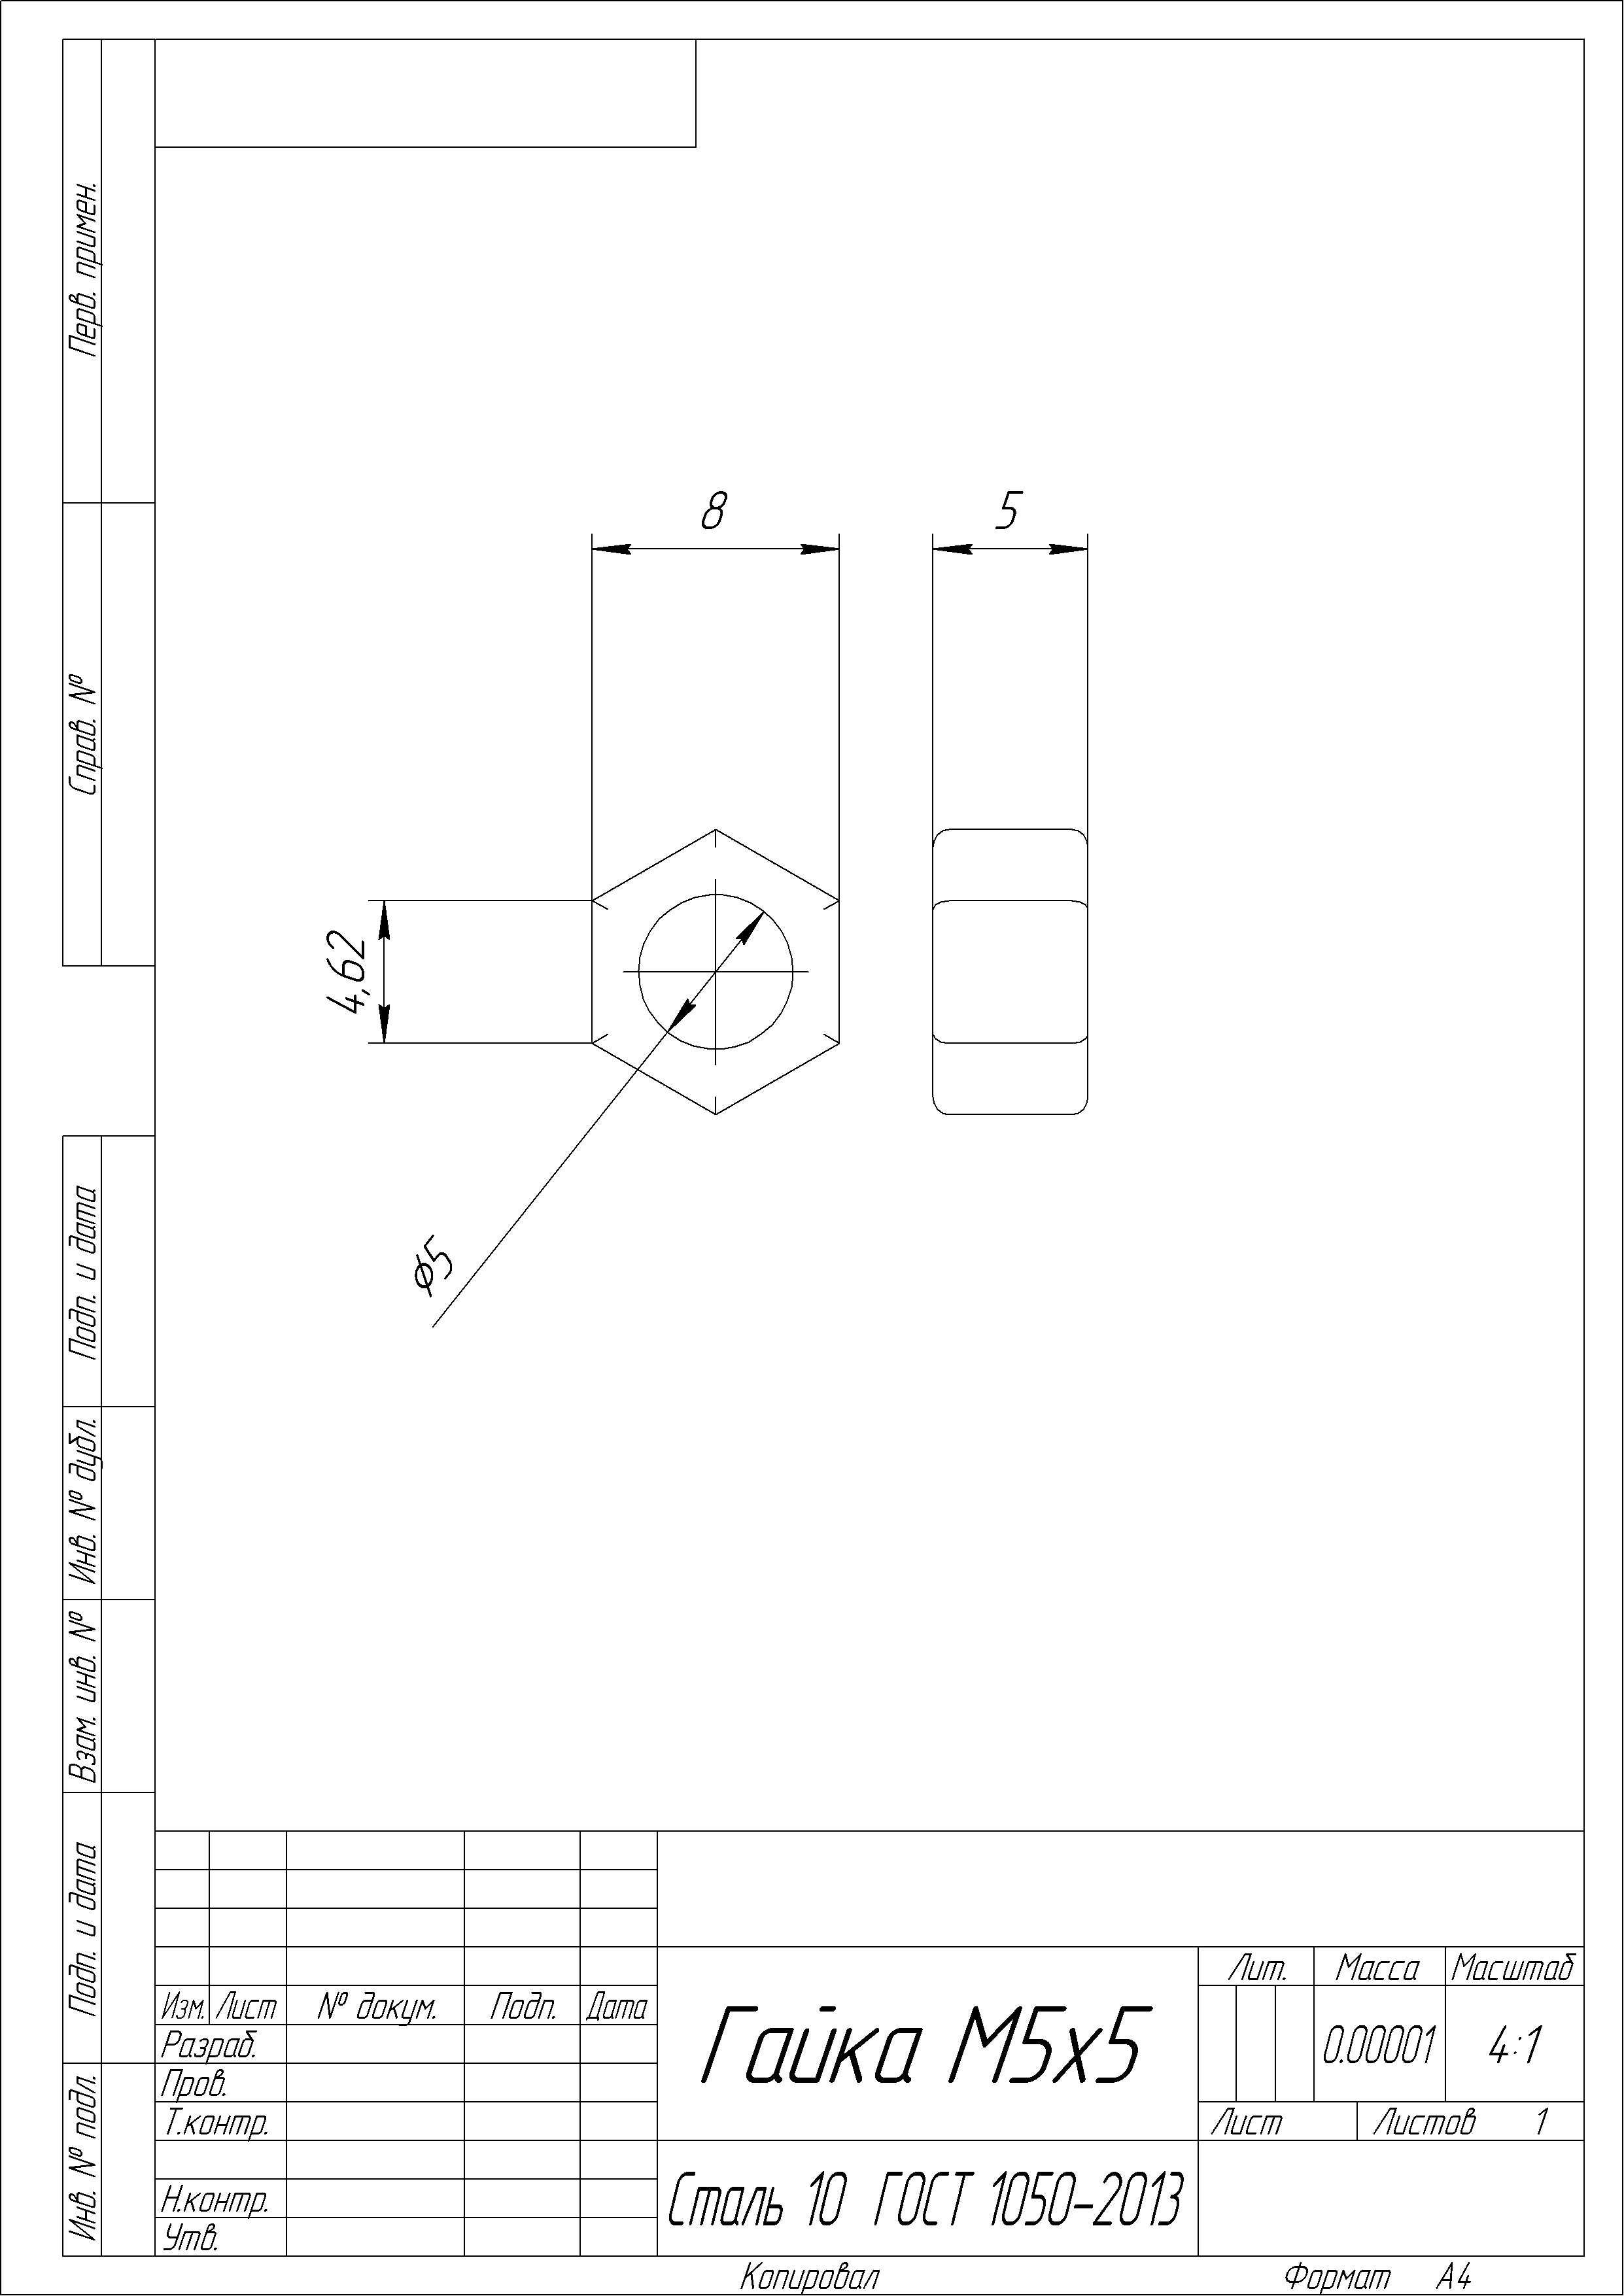 Перв. примен.
Справ. №
Подп. и дата
Инв. № дубл.
Взам. инв. №
Подп. и дата
Инв. № подл.
8
5
4,62
⌀5
Изм. Лист № докум. Подп. Дата
Разраб.
Пров.
Т.контр.
Н.контр.
Утв.
Гайка М5х5
Сталь 10 ГОСТ 1050-2013
Лит. Масса Масштаб
0.00001 4:1
Лист Листов 1
Копировал Формат А4